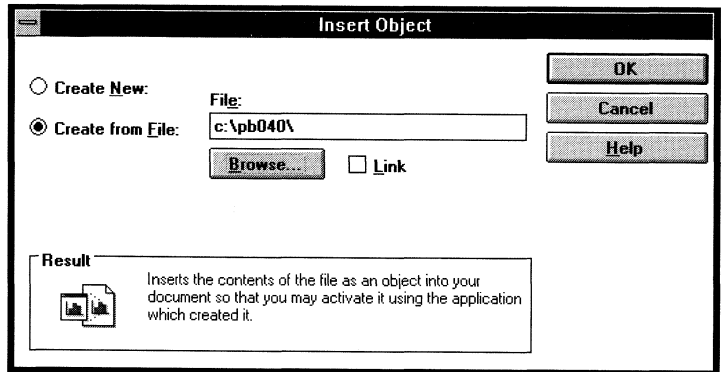 Insert Object
Create New:
Create from File:
File:
c:\pb040\
Browse...
Link
OK
Cancel
Help
Result
Inserts the contents of the file as an object into your
document so that you may activate it using the application
which created it.